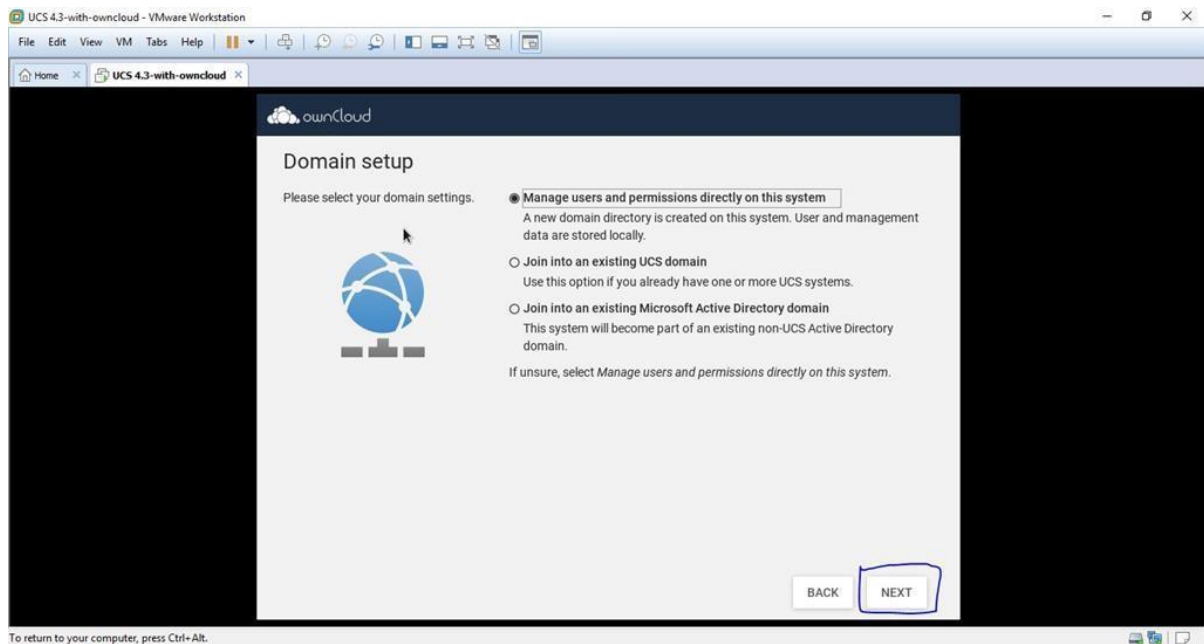 UCS 4.3-with-owncloud - VMware Workstation
File Edit View VM Tabs Help
Home UCS 4.3-with-owncloud
ownCloud
Domain setup
Please select your domain settings.
Manage users and permissions directly on this system
A new domain directory is created on this system. User and management
data are stored locally.
Join into an existing UCS domain
Use this option if you already have one or more UCS systems.
Join into an existing Microsoft Active Directory domain
This system will become part of an existing non-UCS Active Directory
domain.
If unsure, select Manage users and permissions directly on this system.
BACK NEXT
To return to your computer, press Ctrl+Alt.